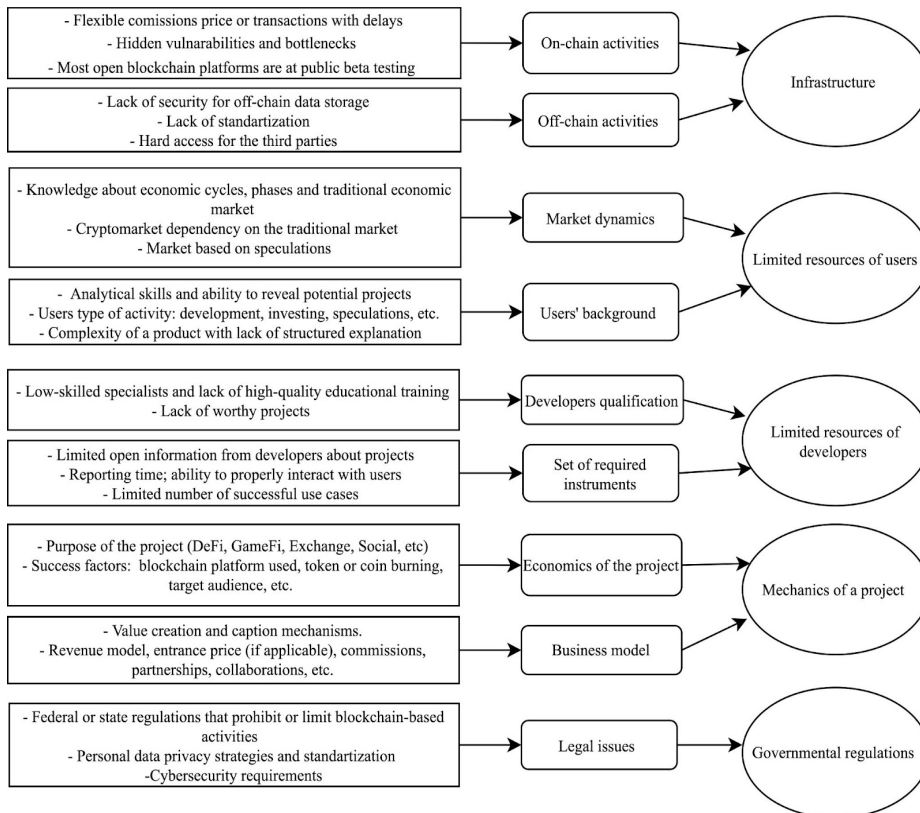 - Flexible comissions price or transactions with delays
- Hidden vulnarabilities and bottlenecks
- Most open blockchain platforms are at public beta testing
On-chain activities
Infrastructure
- Lack of security for off-chain data storage
- Lack of standartization
- Hard access for the third parties
Off-chain activities
- Knowledge about economic cycles, phases and traditional economic
market
- Cryptomarket dependency on the traditional market
- Market based on speculations
Market dynamics
Limited resources of users
- Analytical skills and ability to reveal potential projects
- Users type of activity: development, investing, speculations, etc.
- Complexity of a product with lack of structured explanation
Users' background
- Low-skilled specialists and lack of high-quality educational training
- Lack of worthy projects
Developers qualification
Limited resources of
developers
- Limited open information from developers about projects
- Reporting time; ability to properly interact with users
- Limited number of successful use cases
Set of required
instruments
- Purpose of the project (DeFi, GameFi, Exchange, Social, etc)
- Success factors: blockchain platform used, token or coin burning,
target audience, etc.
Economics of the project
Mechanics of a project
- Value creation and caption mechanisms.
- Revenue model, entrance price (if applicable), commissions,
partnerships, collaborations, etc.
Business model
- Federal or state regulations that prohibit or limit blockchain-based
activities
- Personal data privacy strategies and standartization
-Cybersecurity requirements
Legal issues
Governmental regulations